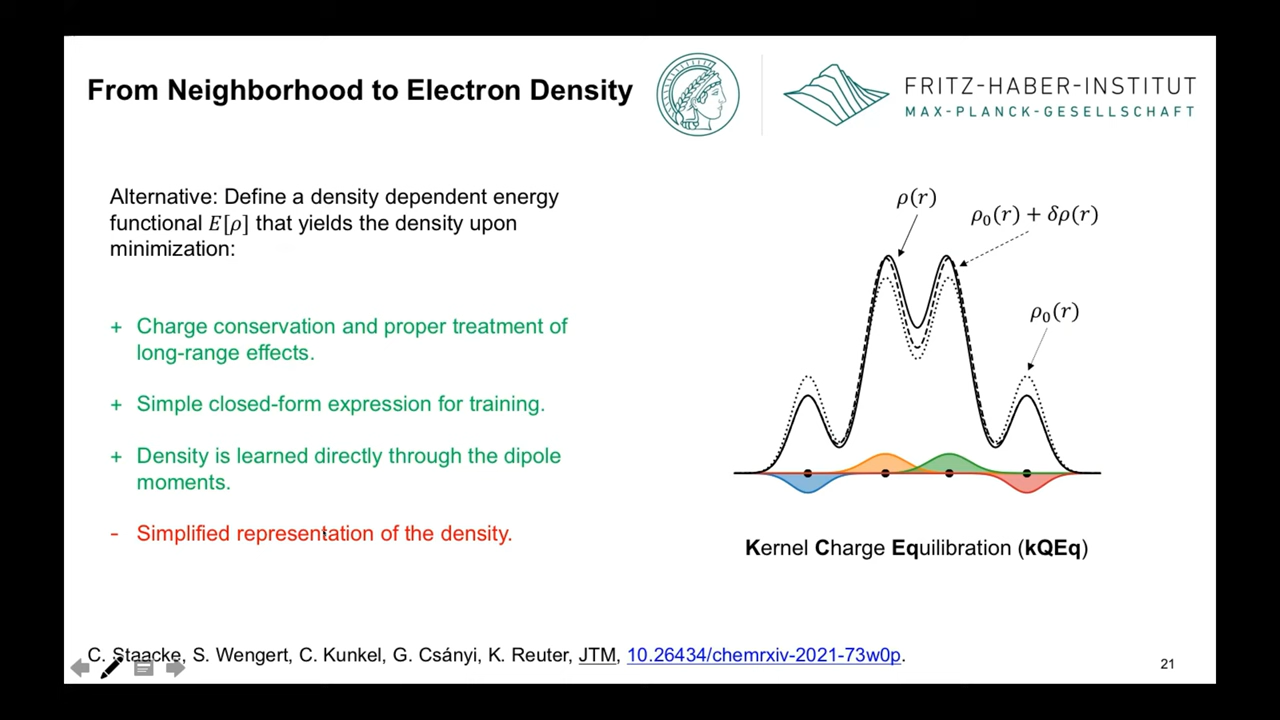 From Neighborhood to Electron Density
FRITZ-HABER-INSTITUT
MAX-PLANCK-GESELLSCHAFT
Alternative: Define a density dependent energy
functional E[ρ] that yields the density upon
minimization:
+ Charge conservation and proper treatment of
long-range effects.
+ Simple closed-form expression for training.
+ Density is learned directly through the dipole
moments.
- Simplified representation of the density.
ρ(r)
ρ₀(r) + δρ(r)
ρ₀(r)
Kernel Charge Equilibration (kQEq)
C. Staacke, S. Wengert, C. Kunkel, G. Csányi, K. Reuter, JTM, 10.26434/chemrxiv-2021-73w0p.
21